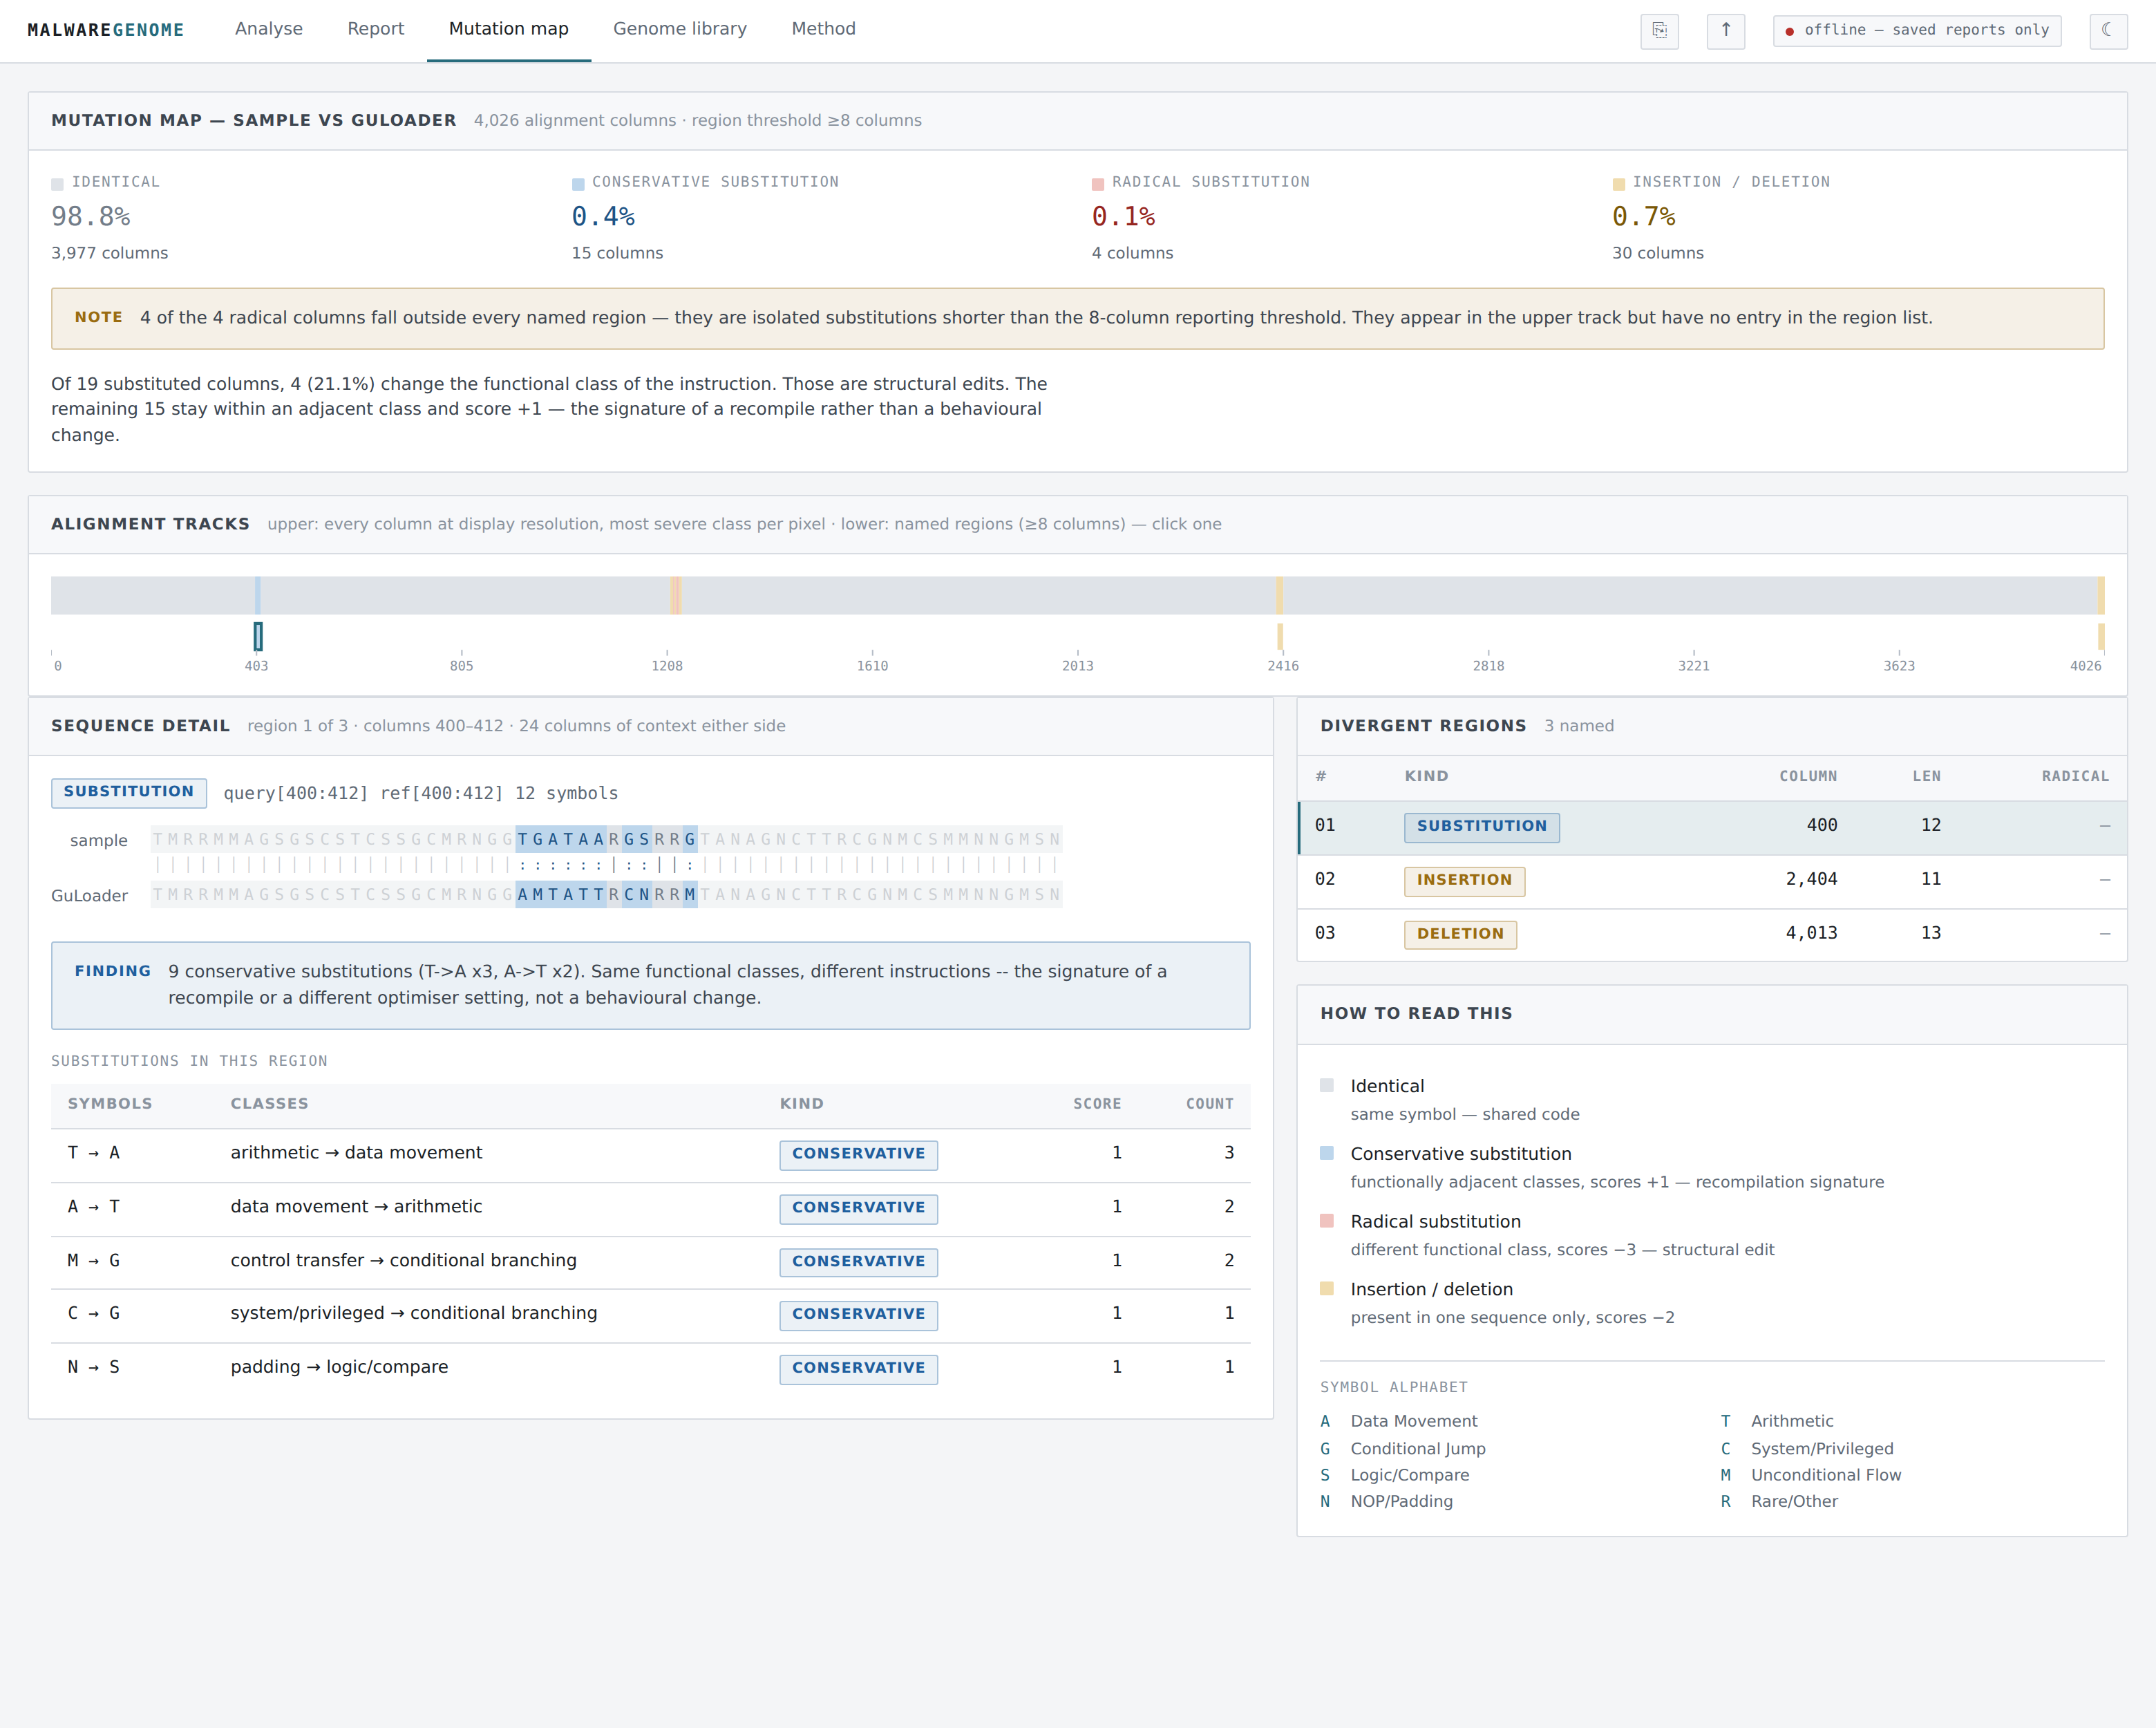 MALWAREGENOME Analyse Report Mutation map Genome library Method ↑ offline — saved reports only
MUTATION MAP — SAMPLE VS GULOADER 4,026 alignment columns · region threshold ≥8 columns
IDENTICAL CONSERVATIVE SUBSTITUTION RADICAL SUBSTITUTION INSERTION / DELETION
98.8% 0.4% 0.1% 0.7%
3,977 columns 15 columns 4 columns 30 columns
NOTE 4 of the 4 radical columns fall outside every named region — they are isolated substitutions shorter than the 8-column reporting threshold. They appear in the upper track but have no entry in the region list.
Of 19 substituted columns, 4 (21.1%) change the functional class of the instruction. Those are structural edits. The
remaining 15 stay within an adjacent class and score +1 — the signature of a recompile rather than a behavioural
change.
ALIGNMENT TRACKS upper: every column at display resolution, most severe class per pixel · lower: named regions (≥8 columns) — click one
0 403 805 1208 1610 2013 2416 2818 3221 3623 4026
SEQUENCE DETAIL region 1 of 3 · columns 400–412 · 24 columns of context either side
SUBSTITUTION query[400:412] ref[400:412] 12 symbols
sample TMRRMMAGSGSCSTCSSGCMRNGGTGATAARGSRRGTANAGNCTTRCGNMCSMMNNGMSN
||||||||||||||||||||||||::::::|::||:||||||||||||||||||||||||
GuLoader TMRRMMAGSGSCSTCSSGCMRNGGAMTATTRCNRRMTANAGNCTTRCGNMCSMMNNGMSN
FINDING 9 conservative substitutions (T->A x3, A->T x2). Same functional classes, different instructions -- the signature of a
recompile or a different optimiser setting, not a behavioural change.
SUBSTITUTIONS IN THIS REGION
SYMBOLS CLASSES KIND SCORE COUNT
T → A arithmetic → data movement CONSERVATIVE 1 3
A → T data movement → arithmetic CONSERVATIVE 1 2
M → G control transfer → conditional branching CONSERVATIVE 1 2
C → G system/privileged → conditional branching CONSERVATIVE 1 1
N → S padding → logic/compare CONSERVATIVE 1 1
DIVERGENT REGIONS 3 named
# KIND COLUMN LEN RADICAL
01 SUBSTITUTION 400 12 —
02 INSERTION 2,404 11 —
03 DELETION 4,013 13 —
HOW TO READ THIS
Identical
same symbol — shared code
Conservative substitution
functionally adjacent classes, scores +1 — recompilation signature
Radical substitution
different functional class, scores −3 — structural edit
Insertion / deletion
present in one sequence only, scores −2
SYMBOL ALPHABET
A Data Movement T Arithmetic
G Conditional Jump C System/Privileged
S Logic/Compare M Unconditional Flow
N NOP/Padding R Rare/Other